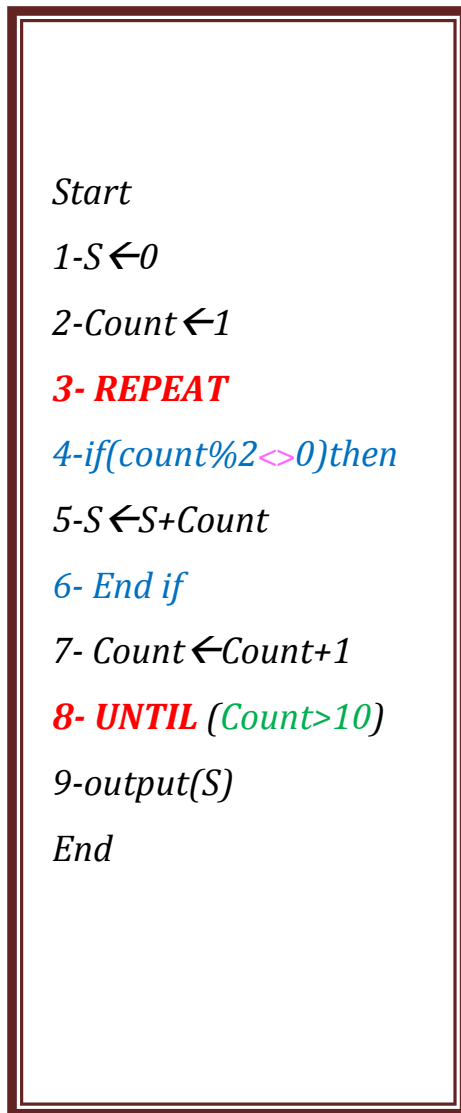 Start
1-S←0
2-Count←1
3- REPEAT
4-if(count%2<>0)then
5-S←S+Count
6- End if
7- Count←Count+1
8- UNTIL (Count>10)
9-output(S)
End